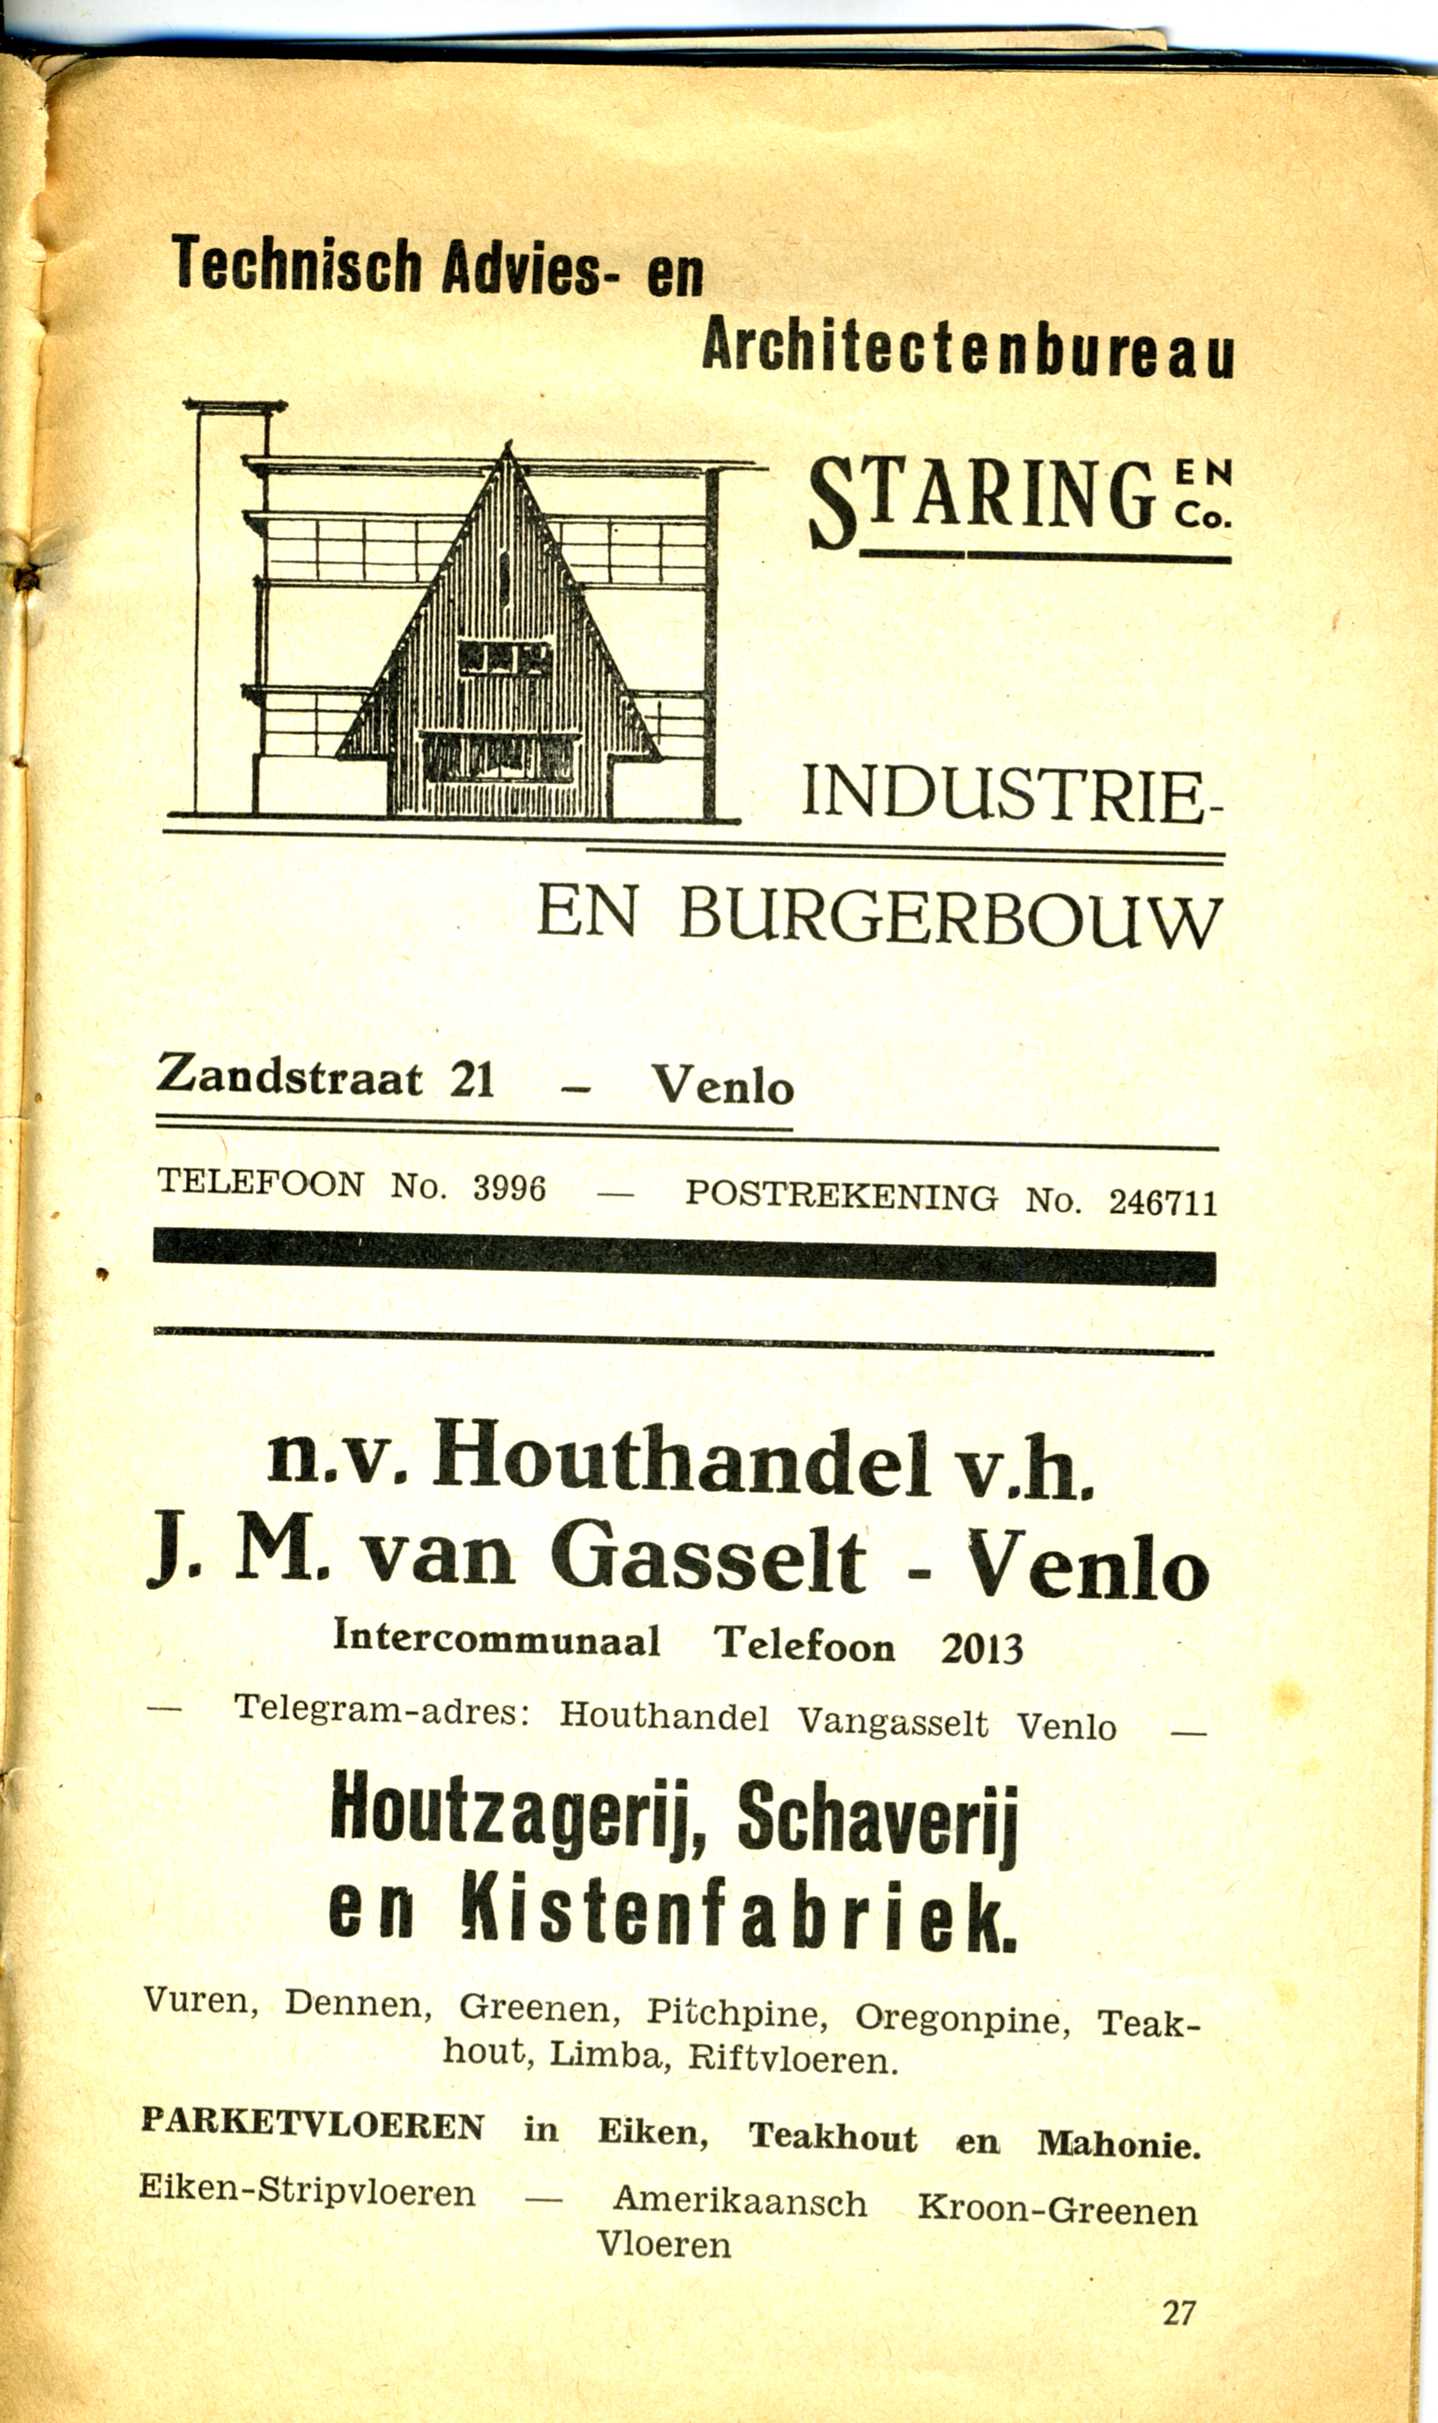 Technisch Advies- en
Architectenbureau
STARING EN Co.
INDUSTRIE-
EN BURGERBOUW
Zandstraat 21 – Venlo
TELEFOON No. 3996 — POSTREKENING No. 246711
n.v. Houthandel v.h.
J. M. van Gasselt - Venlo
Intercommunaal Telefoon 2013
— Telegram-adres: Houthandel Vangasselt Venlo —
Houtzagerij, Schaverij
en Kistenfabriek.
Vuren, Dennen, Greenen, Pitchpine, Oregonpine, Teak-
hout, Limba, Riftvloeren.
PARKETVLOEREN in Eiken, Teakhout en Mahonie.
Eiken-Stripvloeren — Amerikaansch Kroon-Greenen
Vloeren
27